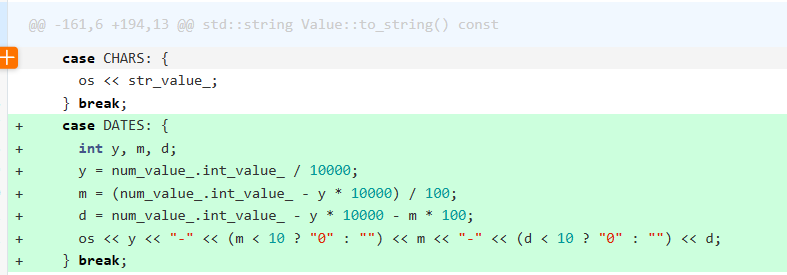 @@ -161,6 +194,13 @@ std::string Value::to_string() const
case CHARS: {
os << str_value_;
} break;
+ case DATES: {
+ int y, m, d;
+ y = num_value_.int_value_ / 10000;
+ m = (num_value_.int_value_ - y * 10000) / 100;
+ d = num_value_.int_value_ - y * 10000 - m * 100;
+ os << y << "-" << (m < 10 ? "0" : "") << m << "-" << (d < 10 ? "0" : "") << d;
+ } break;